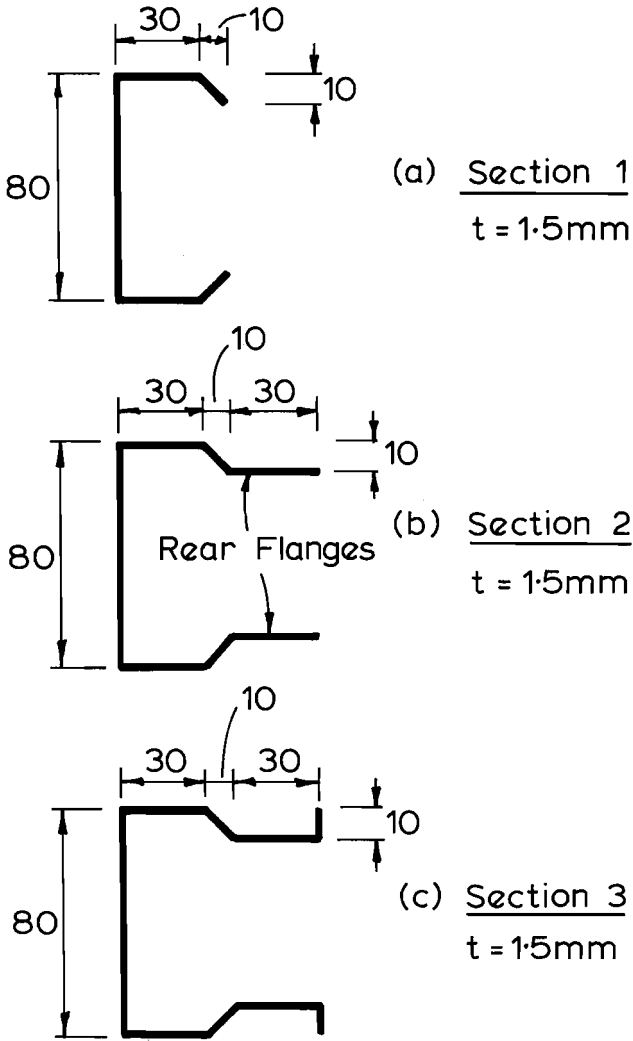 30 10
10
80
(a) Section 1
t = 1·5mm
10
30 30
10
80
Rear Flanges
(b) Section 2
t = 1·5mm
10
30 30
10
80
(c) Section 3
t = 1·5mm